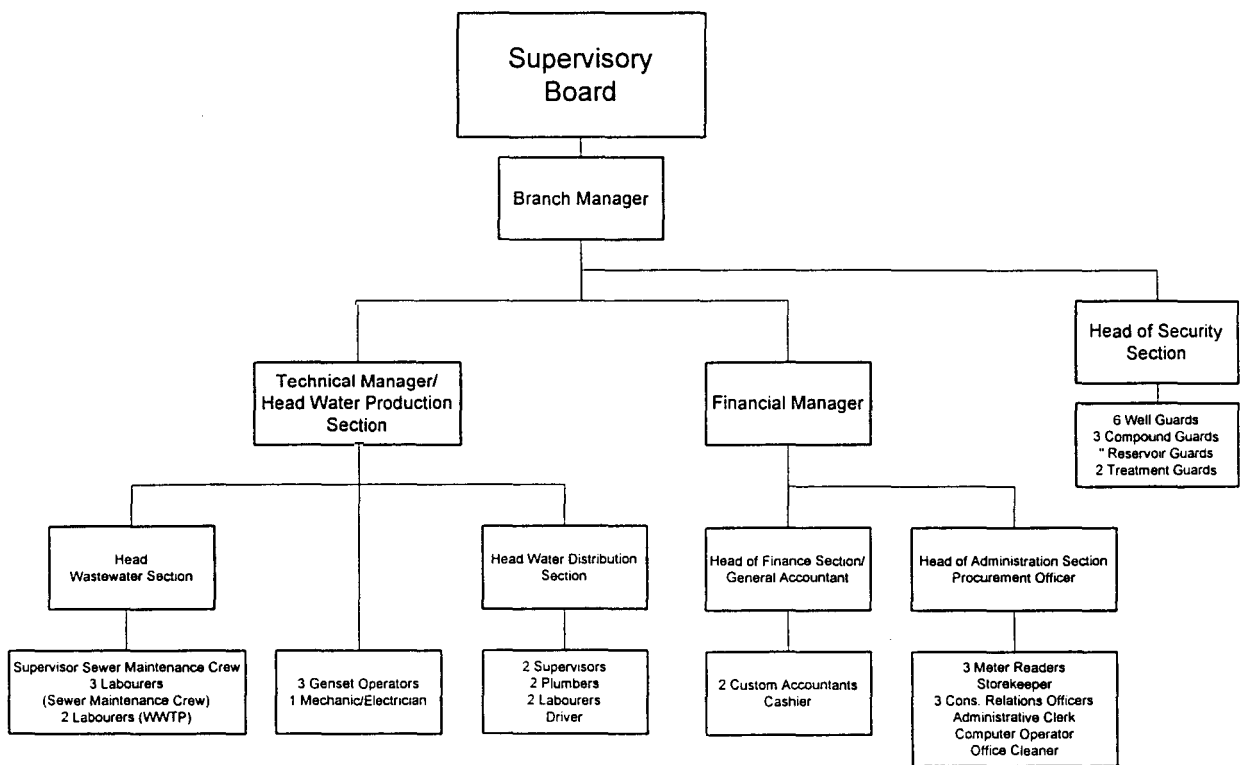 Supervisory
Board
Branch Manager
Head of Security
Section
6 Well Guards
3 Compound Guards
" Reservoir Guards
2 Treatment Guards
Technical Manager/
Head Water Production
Section
Financial Manager
Head
Wastewater Section
Head Water Distribution
Section
Head of Finance Section/
General Accountant
Head of Administration Section
Procurement Officer
Supervisor Sewer Maintenance Crew
3 Labourers
(Sewer Maintenance Crew)
2 Labourers (WWTP)
3 Genset Operators
1 Mechanic/Electrician
2 Supervisors
2 Plumbers
2 Labourers
Driver
2 Custom Accountants
Cashier
3 Meter Readers
Storekeeper
3 Cons. Relations Officers
Administrative Clerk
Computer Operator
Office Cleaner